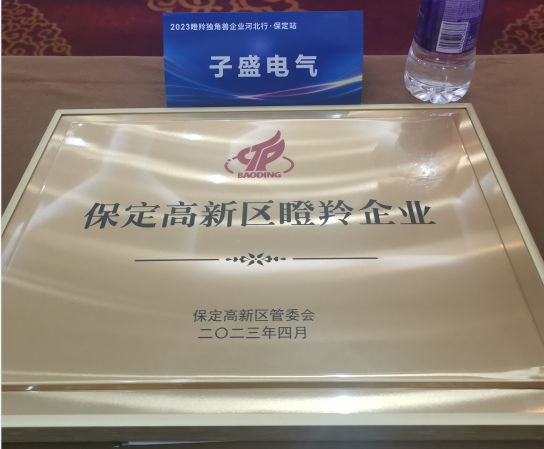 2023瞪羚独角兽企业河北行·保定站
子盛电气
BAODING
保定高新区瞪羚企业
保定高新区管委会
二〇二三年四月